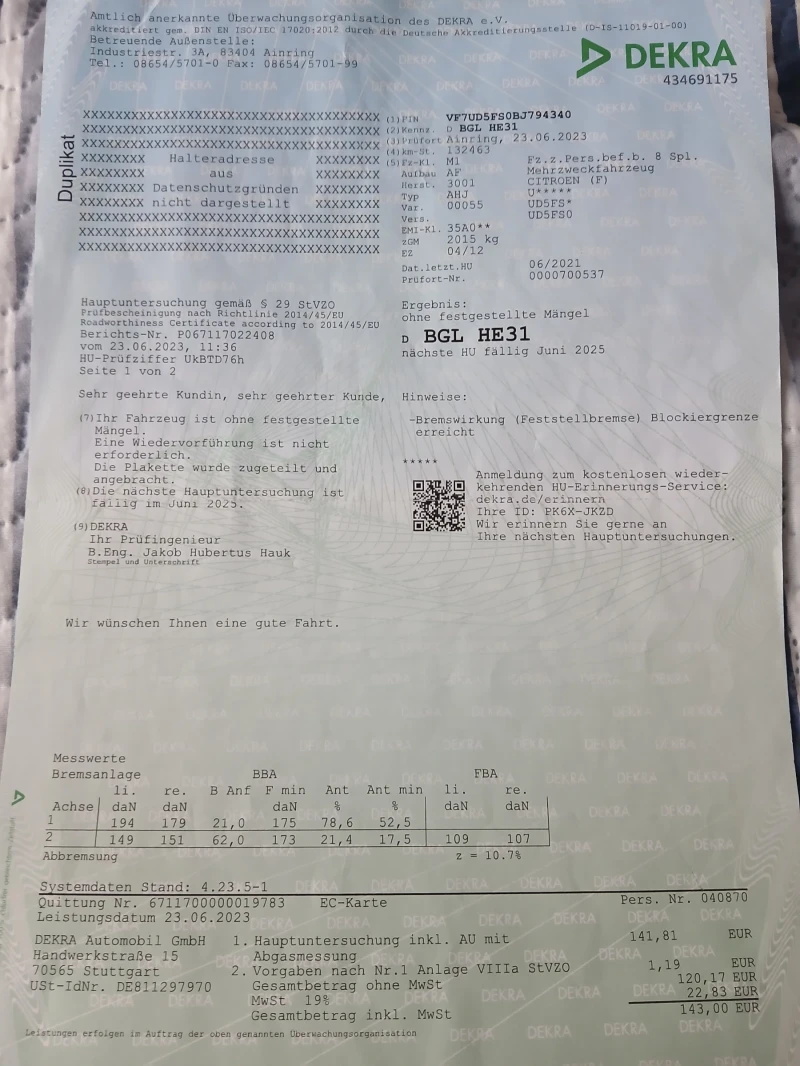 Amtlich anerkannte Überwachungsorganisation des DEKRA e.V.
akkreditiert gem. DIN EN ISO/IEC 17020:2012 durch die Deutsche Akkreditierungsstelle (D-IS-11019-01-00)
Betreuende Außenstelle:
Industriestr. 3A, 83404 Ainring
Tel.: 08654/5701-0 Fax: 08654/5701-99
DEKRA
434691175
Duplikat
XXXXXXXXXXXXXXXXXXXXXXXXXXXXXXXXXXXXX
XXXXXXXXXXXXXXXXXXXXXXXXXXXXXXXXXXXXX
XXXXXXXXXXXXXXXXXXXXXXXXXXXXXXXXXXXXX
XXXXXXXX Halteradresse XXXXXXXX
XXXXXXXX aus XXXXXXXX
XXXXXXXX Datenschutzgründen XXXXXXXX
XXXXXXXX nicht dargestellt XXXXXXXX
XXXXXXXXXXXXXXXXXXXXXXXXXXXXXXXXXXXXX
XXXXXXXXXXXXXXXXXXXXXXXXXXXXXXXXXXXXX
XXXXXXXXXXXXXXXXXXXXXXXXXXXXXXXXXXXXX
(1) FIN VF7UD5FS0BJ794340
(2) Kennz. D BGL HE31
(3) Prüfort Ainring, 23.06.2023
(4) km-St. 132463
(5) Fz-Kl. M1 Fz.z.Pers.bef.b. 8 Spl.
Aufbau AF Mehrzweckfahrzeug
Herst. 3001 CITROEN (F)
Typ AHJ U*****
Var. 00055 UD5FS*
Vers. UD5FS0
EMI-Kl. 35A0**
zGM 2015 kg
EZ 04/12
Dat.letzt.HU 06/2021
Prüfort-Nr. 0000700537
Hauptuntersuchung gemäß § 29 StVZO
Prüfbescheinigung nach Richtlinie 2014/45/EU
Roadworthiness Certificate according to 2014/45/EU
Berichts-Nr. P067117022408
vom 23.06.2023, 11:36
HU-Prüfziffer UkBTD76h
Seite 1 von 2
Ergebnis:
ohne festgestellte Mängel
D BGL HE31
nächste HU fällig Juni 2025
Sehr geehrte Kundin, sehr geehrter Kunde,
(7) Ihr Fahrzeug ist ohne festgestellte
Mängel.
Eine Wiedervorführung ist nicht
erforderlich.
Die Plakette wurde zugeteilt und
angebracht.
(8) Die nächste Hauptuntersuchung ist
fällig im Juni 2025.
(9) DEKRA
Ihr Prüfingenieur
B.Eng. Jakob Hubertus Hauk
Stempel und Unterschrift
Hinweise:
-Bremswirkung (Feststellbremse) Blockiergrenze
erreicht
*****
Anmeldung zum kostenlosen wieder-
kehrenden HU-Erinnerungs-Service:
dekra.de/erinnern
Ihre ID: PK6X-JKZD
Wir erinnern Sie gerne an
Ihre nächsten Hauptuntersuchungen.
Wir wünschen Ihnen eine gute Fahrt.
Messwerte
Bremsanlage BBA FBA
li. re. B Anf F min Ant Ant min li. re.
Achse daN daN daN % % daN daN
1 194 179 21,0 175 78,6 52,5
2 149 151 62,0 173 21,4 17,5 109 107
Abbremsung z = 10.7%
Systemdaten Stand: 4.23.5-1
Quittung Nr. 6711700000019783 EC-Karte Pers. Nr. 040870
Leistungsdatum 23.06.2023
DEKRA Automobil GmbH
Handwerkstraße 15
70565 Stuttgart
USt-IdNr. DE811297970
1. Hauptuntersuchung inkl. AU mit 141,81 EUR
Abgasmessung
2. Vorgaben nach Nr.1 Anlage VIIIa StVZO 1,19 EUR
Gesamtbetrag ohne MwSt 120,17 EUR
MwSt 19% 22,83 EUR
Gesamtbetrag inkl. MwSt 143,00 EUR
Leistungen erfolgen im Auftrag der oben genannten Überwachungsorganisation